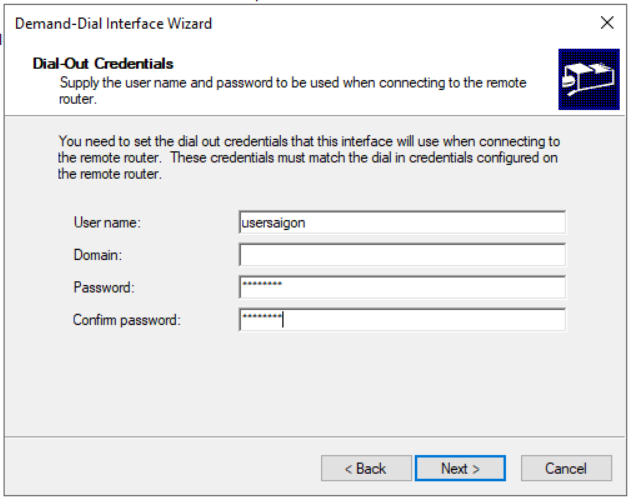 Demand-Dial Interface Wizard
Dial-Out Credentials
Supply the user name and password to be used when connecting to the remote
router.
You need to set the dial out credentials that this interface will use when connecting to
the remote router. These credentials must match the dial in credentials configured on
the remote router.
User name: usersaigon
Domain:
Password: ********
Confirm password: ********
< Back Next > Cancel